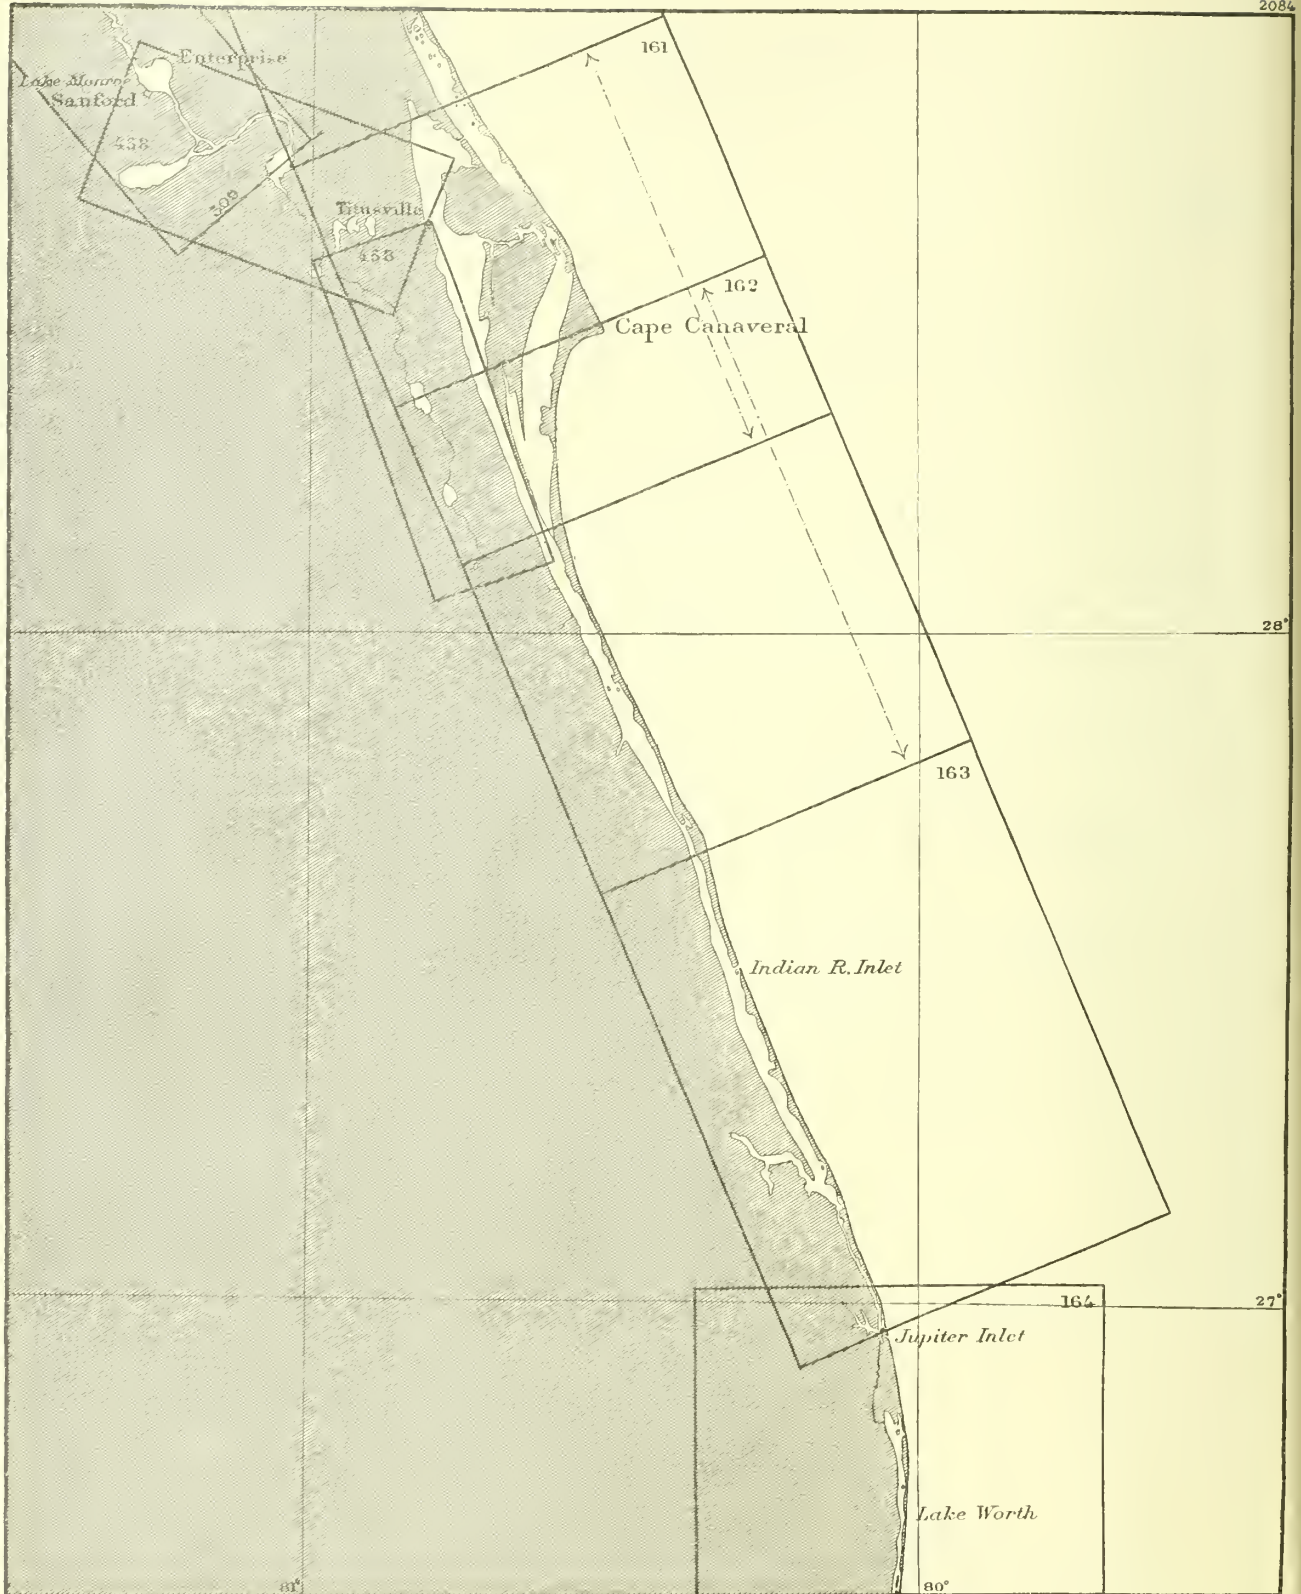 2084
161
Enterprise
Lake Monroe
Sanford
458
309
Titusville
458
162
Cape Canaveral
28°
163
Indian R. Inlet
164
27°
Jupiter Inlet
Lake Worth
81°
80°